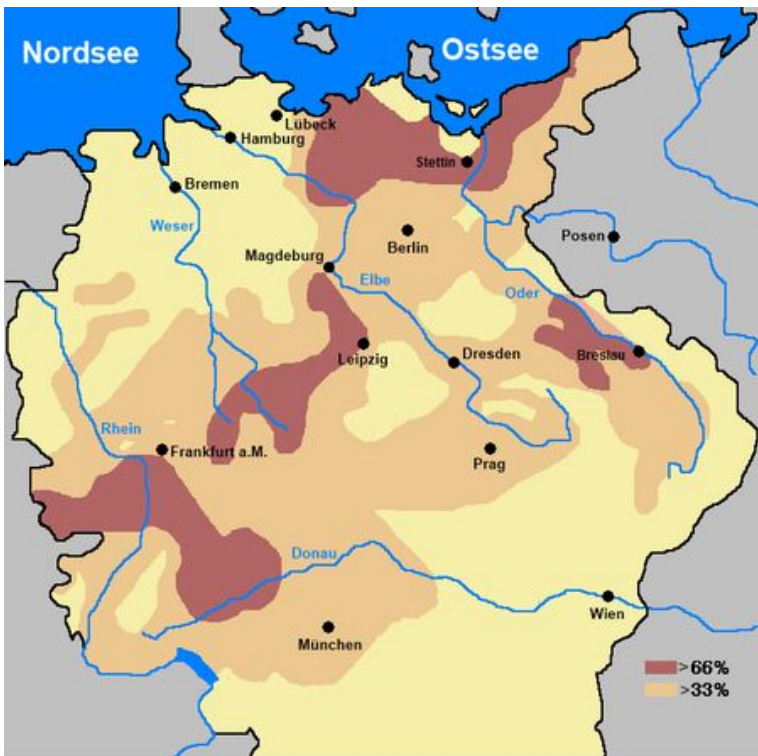 Nordsee
Ostsee
Lübeck
Hamburg
Stettin
Bremen
Weser
Berlin
Posen
Magdeburg
Elbe
Oder
Leipzig
Dresden
Breslau
Rhein
Frankfurt a.M.
Prag
Donau
Wien
München
>66%
>33%